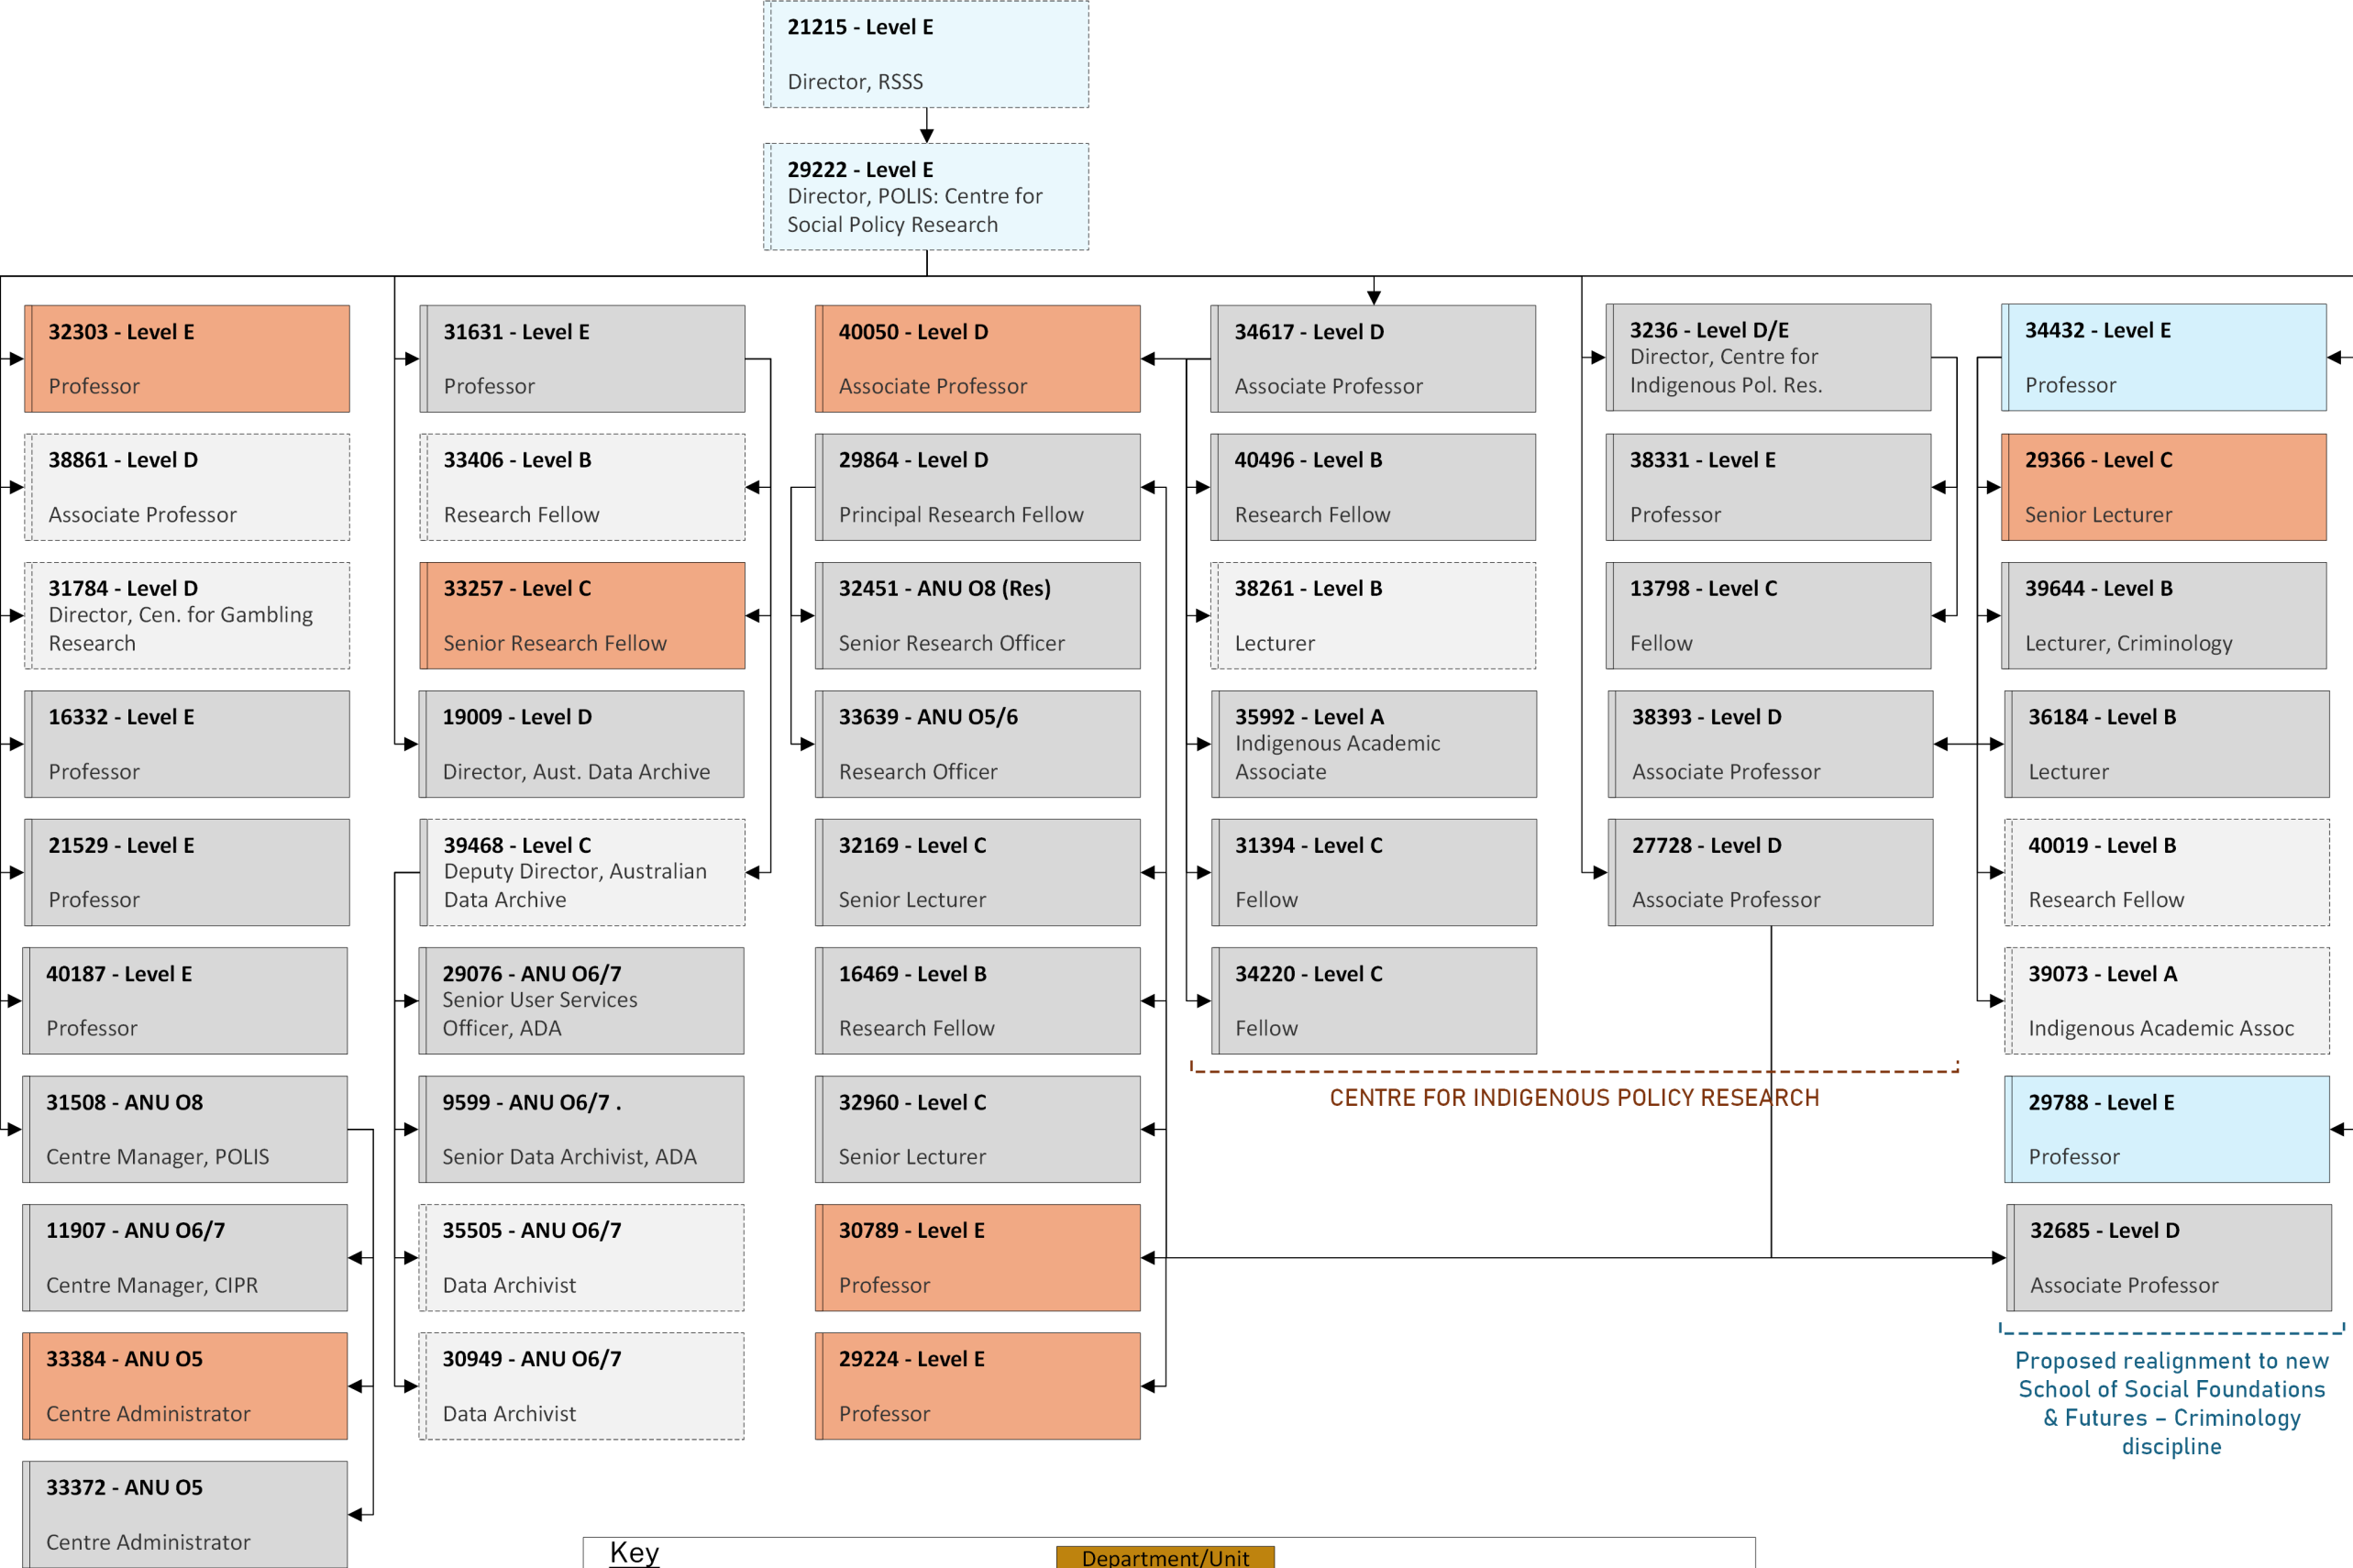 21215 - Level E
Director, RSSS
29222 - Level E
Director, POLIS: Centre for
Social Policy Research
32303 - Level E
Professor
38861 - Level D
Associate Professor
31784 - Level D
Director, Cen. for Gambling
Research
16332 - Level E
Professor
21529 - Level E
Professor
40187 - Level E
Professor
31508 - ANU O8
Centre Manager, POLIS
11907 - ANU O6/7
Centre Manager, CIPR
33384 - ANU O5
Centre Administrator
33372 - ANU O5
Centre Administrator
31631 - Level E
Professor
33406 - Level B
Research Fellow
33257 - Level C
Senior Research Fellow
19009 - Level D
Director, Aust. Data Archive
39468 - Level C
Deputy Director, Australian
Data Archive
29076 - ANU O6/7
Senior User Services
Officer, ADA
9599 - ANU O6/7 .
Senior Data Archivist, ADA
35505 - ANU O6/7
Data Archivist
30949 - ANU O6/7
Data Archivist
40050 - Level D
Associate Professor
29864 - Level D
Principal Research Fellow
32451 - ANU O8 (Res)
Senior Research Officer
33639 - ANU O5/6
Research Officer
32169 - Level C
Senior Lecturer
16469 - Level B
Research Fellow
32960 - Level C
Senior Lecturer
30789 - Level E
Professor
29224 - Level E
Professor
34617 - Level D
Associate Professor
40496 - Level B
Research Fellow
38261 - Level B
Lecturer
35992 - Level A
Indigenous Academic
Associate
31394 - Level C
Fellow
34220 - Level C
Fellow
3236 - Level D/E
Director, Centre for
Indigenous Pol. Res.
38331 - Level E
Professor
13798 - Level C
Fellow
38393 - Level D
Associate Professor
27728 - Level D
Associate Professor
CENTRE FOR INDIGENOUS POLICY RESEARCH
34432 - Level E
Professor
29366 - Level C
Senior Lecturer
39644 - Level B
Lecturer, Criminology
36184 - Level B
Lecturer
40019 - Level B
Research Fellow
39073 - Level A
Indigenous Academic Assoc
29788 - Level E
Professor
32685 - Level D
Associate Professor
Proposed realignment to new
School of Social Foundations
& Futures – Criminology
discipline
Key
Department/Unit